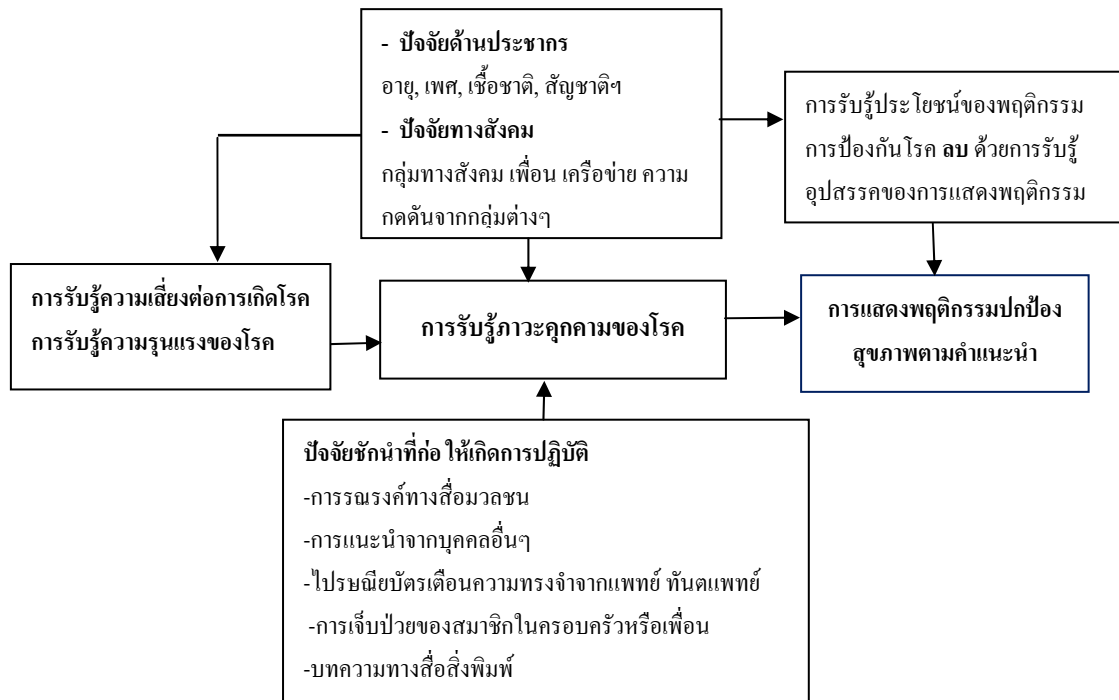 - ปัจจัยด้านประชากร
อายุ, เพศ, เชื้อชาติ, สัญชาติฯ
- ปัจจัยทางสังคม
กลุ่มทางสังคม เพื่อน เครือข่าย ความ
กดดันจากกลุ่มต่างๆ
การรับรู้ประโยชน์ของพฤติกรรม
การป้องกันโรค ลบ ด้วยการรับรู้
อุปสรรคของการแสดงพฤติกรรม
การรับรู้ความเสี่ยงต่อการเกิดโรค
การรับรู้ความรุนแรงของโรค
การรับรู้ภาวะคุกคามของโรค
การแสดงพฤติกรรมปกป้อง
สุขภาพตามคำแนะนำ
ปัจจัยชักนำที่ก่อให้เกิดการปฏิบัติ
-การรณรงค์ทางสื่อมวลชน
-การแนะนำจากบุคคลอื่นๆ
-ไปรษณียบัตรเตือนความทรงจำจากแพทย์ ทันตแพทย์
-การเจ็บป่วยของสมาชิกในครอบครัวหรือเพื่อน
-บทความทางสื่อสิ่งพิมพ์